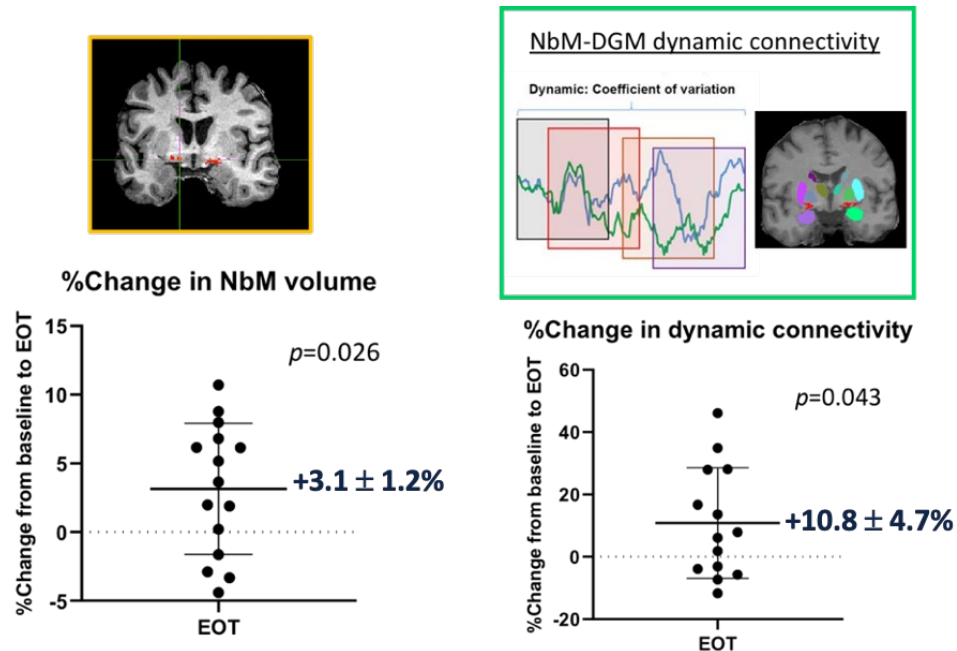 NbM-DGM dynamic connectivity
Dynamic: Coefficient of variation
%Change in NbM volume
%Change from baseline to EOT
15
10
5
0
-5
p=0.026
+3.1 ± 1.2%
EOT
%Change in dynamic connectivity
%Change from baseline to EOT
60
40
20
0
-20
p=0.043
+10.8 ± 4.7%
EOT